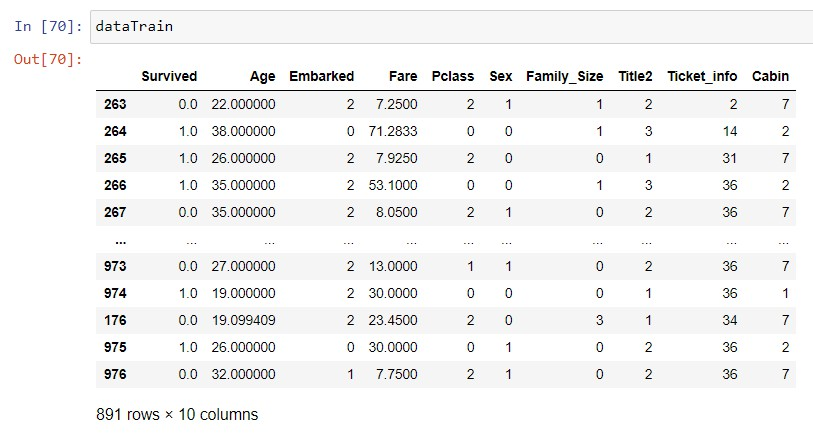 In [70]: dataTrain
Out[70]:
Survived Age Embarked Fare Pclass Sex Family_Size Title2 Ticket_info Cabin
263 0.0 22.000000 2 7.2500 2 1 1 2 2 7
264 1.0 38.000000 0 71.2833 0 0 1 3 14 2
265 1.0 26.000000 2 7.9250 2 0 0 1 31 7
266 1.0 35.000000 2 53.1000 0 0 1 3 36 2
267 0.0 35.000000 2 8.0500 2 1 0 2 36 7
... ... ... ... ... ... ... ... ... ... ...
973 0.0 27.000000 2 13.0000 1 1 0 2 36 7
974 1.0 19.000000 2 30.0000 0 0 0 1 36 1
176 0.0 19.099409 2 23.4500 2 0 3 1 34 7
975 1.0 26.000000 0 30.0000 0 1 0 2 36 2
976 0.0 32.000000 1 7.7500 2 1 0 2 36 7
891 rows × 10 columns